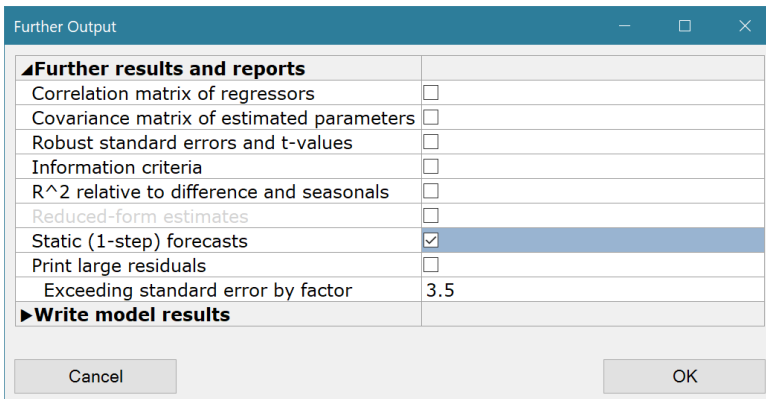 Further Output
Further results and reports
Correlation matrix of regressors
Covariance matrix of estimated parameters
Robust standard errors and t-values
Information criteria
R^2 relative to difference and seasonals
Reduced-form estimates
Static (1-step) forecasts
Print large residuals
Exceeding standard error by factor 3.5
Write model results
Cancel OK